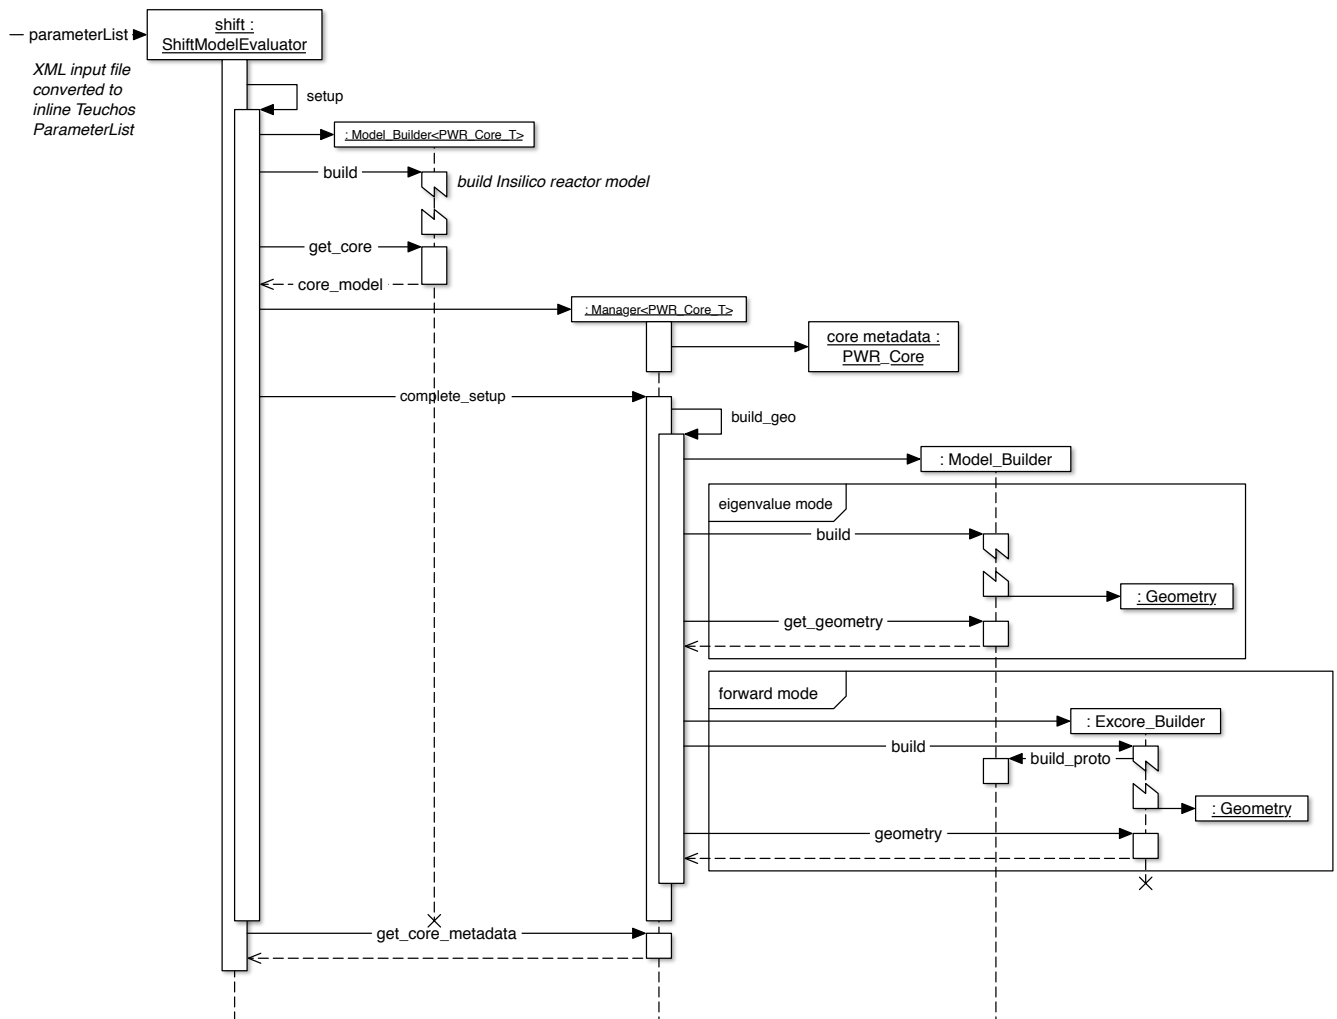 shift :
parameterList
ShiftModelEvaluator
XML input file
converted to
inline Teuchos
ParameterList
setup
: Model_Builder<PWR_Core_T>
build
build Insilico reactor model
get_core
core_model
: Manager<PWR_Core_T>
core metadata :
PWR_Core
complete_setup
build_geo
: Model_Builder
eigenvalue mode
build
: Geometry
get_geometry
forward mode
: Excore_Builder
build
build_proto
: Geometry
geometry
get_core_metadata